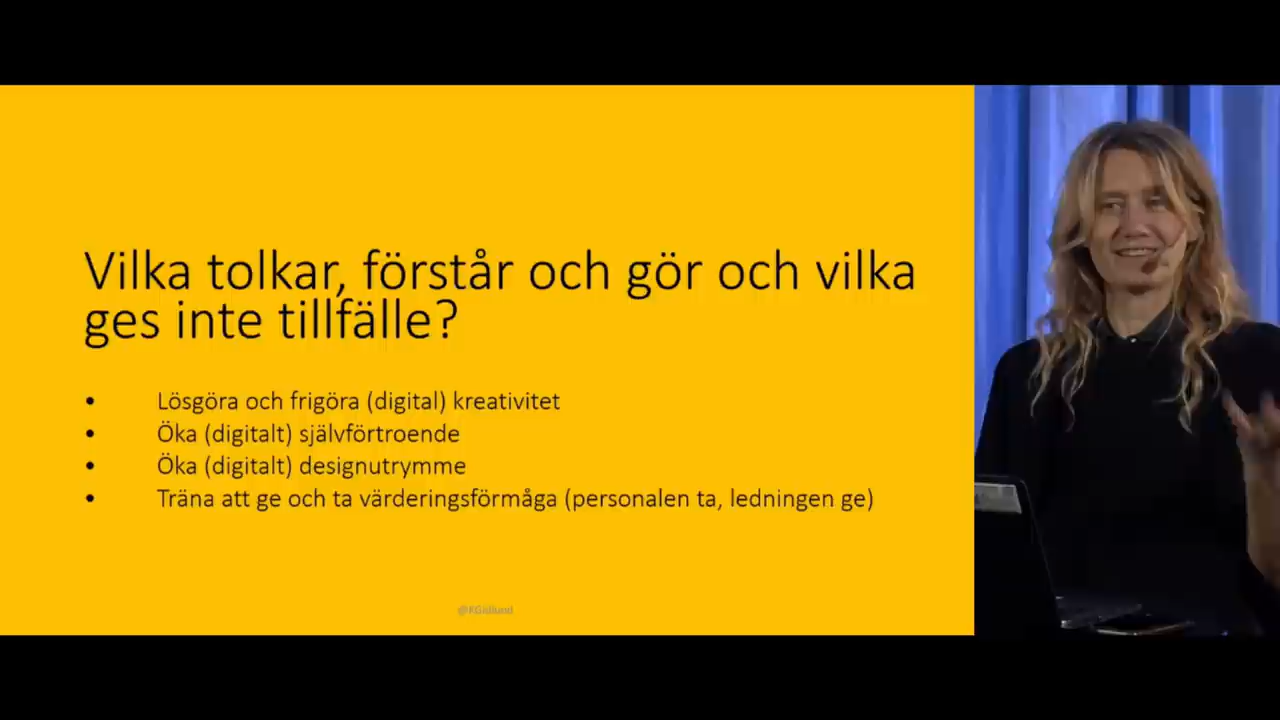 Vilka tolkar, förstår och gör och vilka
ges inte tillfälle?
• Lösgöra och frigöra (digital) kreativitet
• Öka (digitalt) självförtroende
• Öka (digitalt) designutrymme
• Träna att ge och ta värderingsförmåga (personalen ta, ledningen ge)
@KGidlund